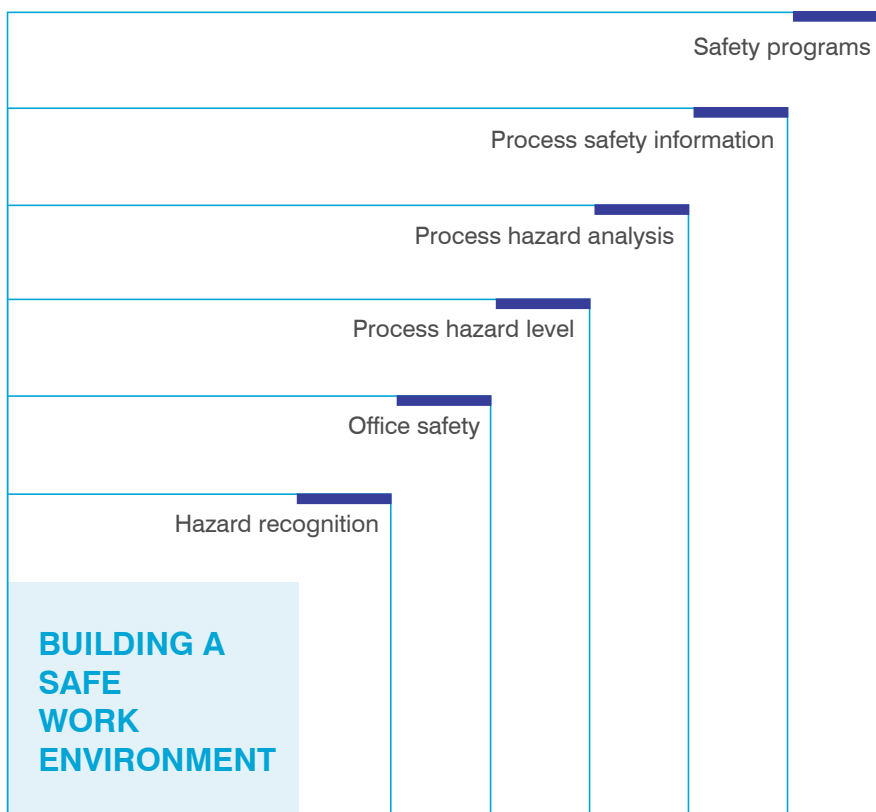 Safety programs
Process safety information
Process hazard analysis
Process hazard level
Office safety
Hazard recognition
BUILDING A
SAFE
WORK
ENVIRONMENT